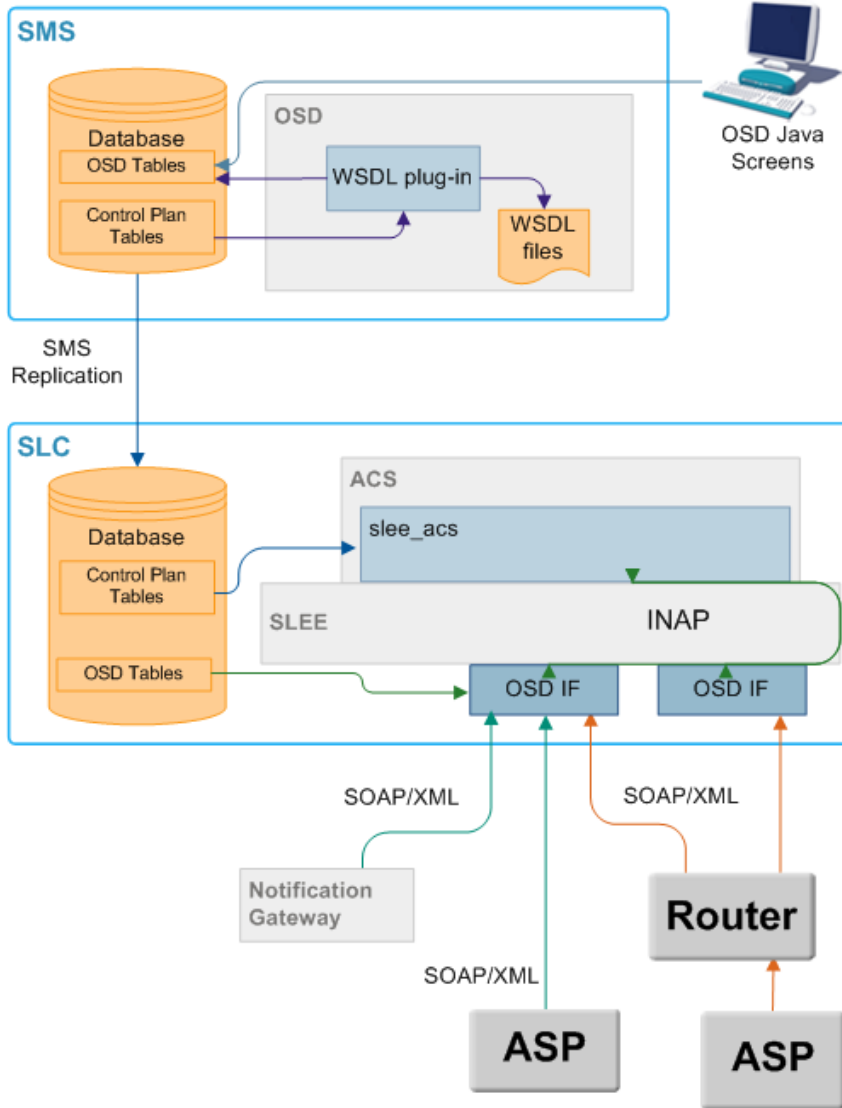 SMS
Database
OSD Tables
Control Plan
Tables
OSD
WSDL plug-in
WSDL
files
OSD Java
Screens
SMS
Replication
SLC
Database
Control Plan
Tables
OSD Tables
ACS
slee_acs
SLEE
INAP
OSD IF
OSD IF
SOAP/XML
SOAP/XML
Notification
Gateway
Router
SOAP/XML
ASP
ASP